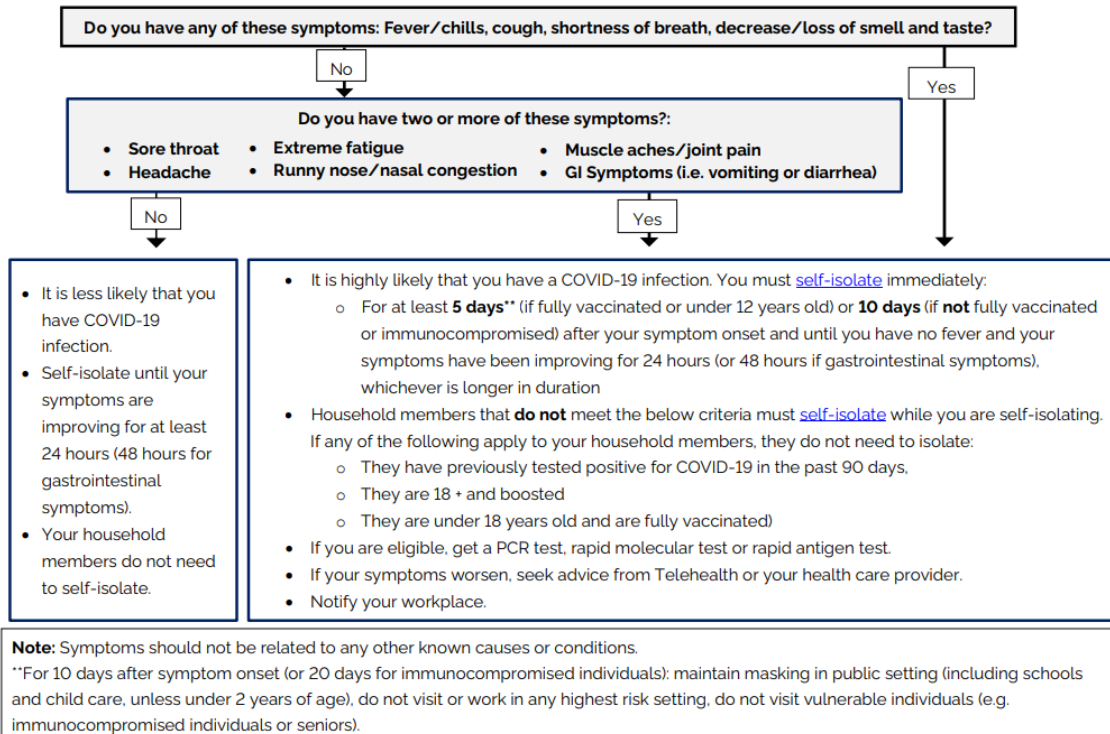 Do you have any of these symptoms: Fever/chills, cough, shortness of breath, decrease/loss of smell and taste?
No
Yes
Do you have two or more of these symptoms?:
• Sore throat
• Headache
• Extreme fatigue
• Runny nose/nasal congestion
• Muscle aches/joint pain
• GI Symptoms (i.e. vomiting or diarrhea)
No
Yes
• It is less likely that you
have COVID-19
infection.
• Self-isolate until your
symptoms are
improving for at least
24 hours (48 hours for
gastrointestinal
symptoms).
• Your household
members do not need
to self-isolate.
• It is highly likely that you have a COVID-19 infection. You must self-isolate immediately:
o For at least 5 days** (if fully vaccinated or under 12 years old) or 10 days (if not fully vaccinated
or immunocompromised) after your symptom onset and until you have no fever and your
symptoms have been improving for 24 hours (or 48 hours if gastrointestinal symptoms),
whichever is longer in duration
• Household members that do not meet the below criteria must self-isolate while you are self-isolating.
If any of the following apply to your household members, they do not need to isolate:
o They have previously tested positive for COVID-19 in the past 90 days,
o They are 18 + and boosted
o They are under 18 years old and are fully vaccinated)
• If you are eligible, get a PCR test, rapid molecular test or rapid antigen test.
• If your symptoms worsen, seek advice from Telehealth or your health care provider.
• Notify your workplace.
Note: Symptoms should not be related to any other known causes or conditions.
**For 10 days after symptom onset (or 20 days for immunocompromised individuals): maintain masking in public setting (including schools
and child care, unless under 2 years of age), do not visit or work in any highest risk setting, do not visit vulnerable individuals (e.g.
immunocompromised individuals or seniors).